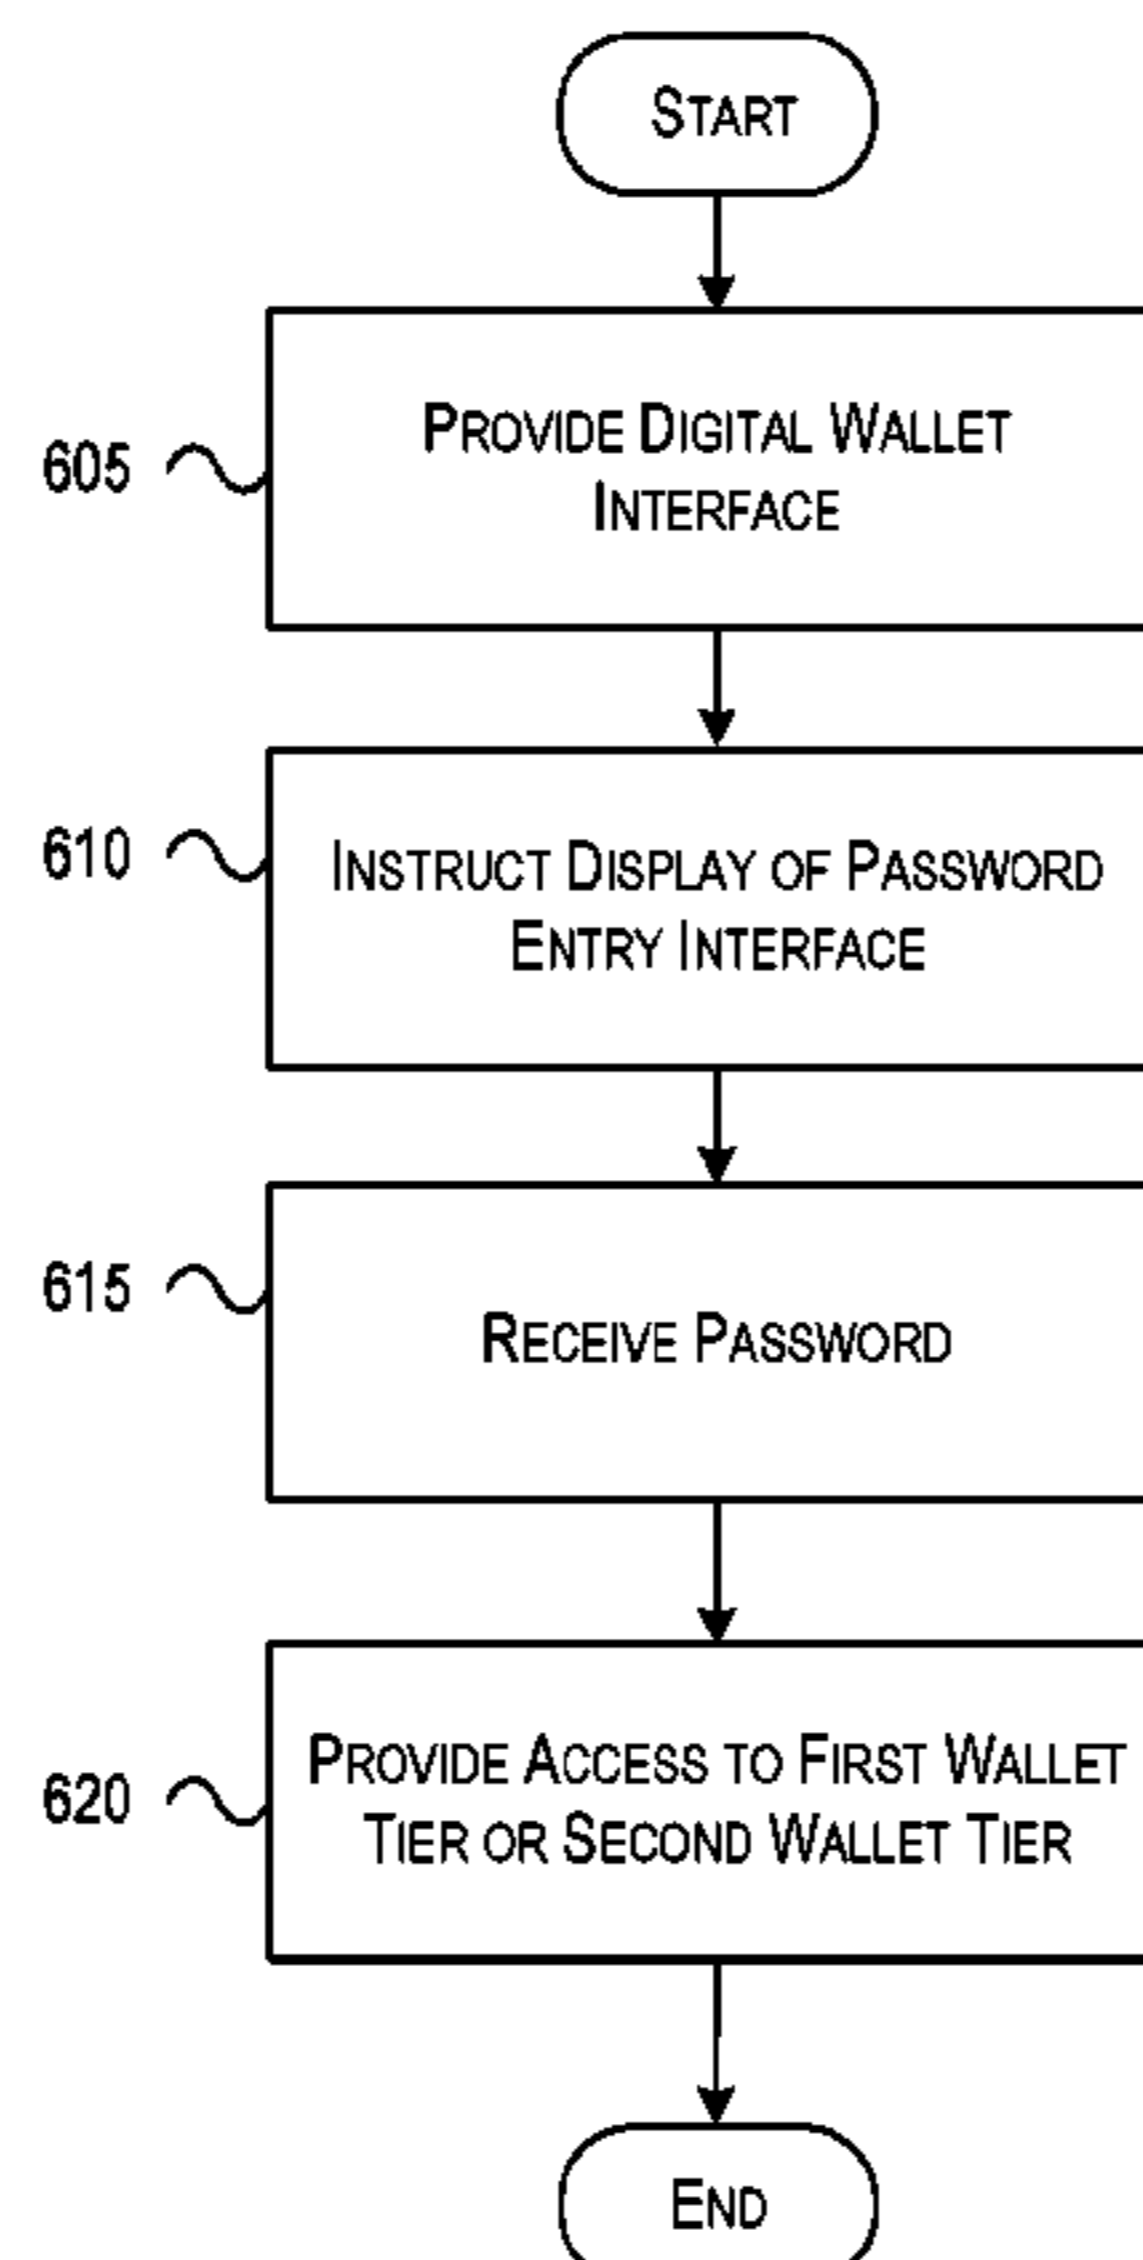 START
605
PROVIDE DIGITAL WALLET
INTERFACE
610
INSTRUCT DISPLAY OF PASSWORD
ENTRY INTERFACE
615
RECEIVE PASSWORD
620
PROVIDE ACCESS TO FIRST WALLET
TIER OR SECOND WALLET TIER
END